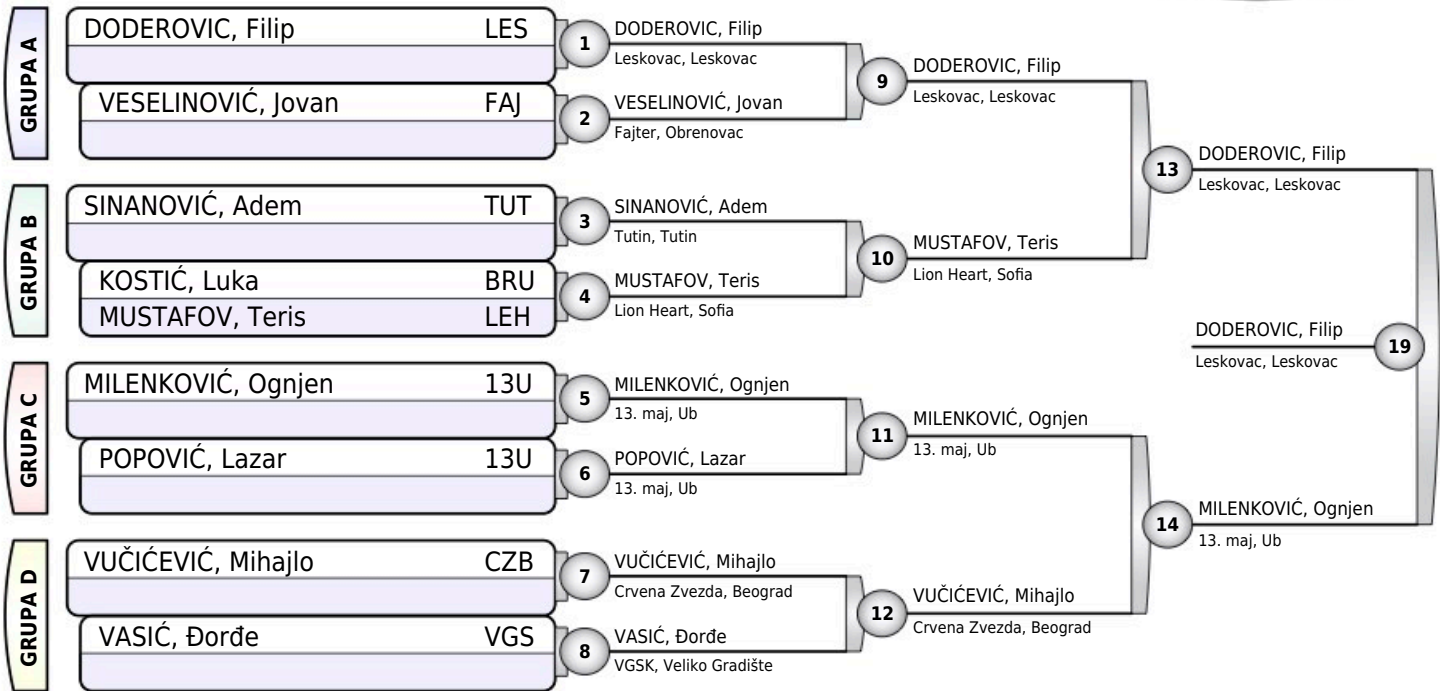 GRUPA A
DODEROVIC, Filip LES
VESELINOVIĆ, Jovan FAJ
GRUPA B
SINANOVIĆ, Adem TUT
KOSTIĆ, Luka BRU
MUSTAFOV, Teris LEH
GRUPA C
MILENKOVIĆ, Ognjen 13U
POPOVIĆ, Lazar 13U
GRUPA D
VUČIĆEVIĆ, Mihajlo CZB
VASIĆ, Đorđe VGS
1
DODEROVIC, Filip
Leskovac, Leskovac
2
VESELINOVIĆ, Jovan
Fajter, Obrenovac
3
SINANOVIĆ, Adem
Tutin, Tutin
4
MUSTAFOV, Teris
Lion Heart, Sofia
5
MILENKOVIĆ, Ognjen
13. maj, Ub
6
POPOVIĆ, Lazar
13. maj, Ub
7
VUČIĆEVIĆ, Mihajlo
Crvena Zvezda, Beograd
8
VASIĆ, Đorđe
VGSK, Veliko Gradište
9
DODEROVIC, Filip
Leskovac, Leskovac
10
MUSTAFOV, Teris
Lion Heart, Sofia
11
MILENKOVIĆ, Ognjen
13. maj, Ub
12
VUČIĆEVIĆ, Mihajlo
Crvena Zvezda, Beograd
13
DODEROVIC, Filip
Leskovac, Leskovac
14
MILENKOVIĆ, Ognjen
13. maj, Ub
DODEROVIC, Filip
Leskovac, Leskovac
19